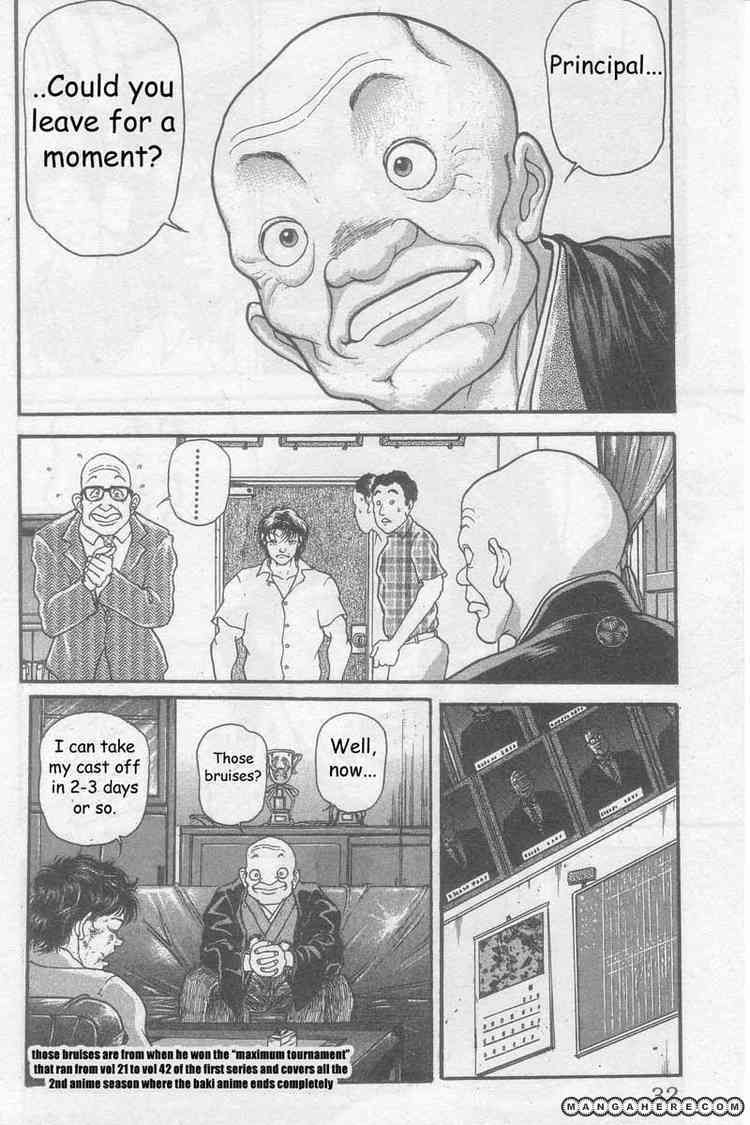 Principal...
..Could you
leave for a
moment?
.........
Well,
now...
Those
bruises?
I can take
my cast off
in 2-3 days
or so.
those bruises are from when he won the "maximum tournament"
that ran from vol 21 to vol 42 of the first series and covers all the
2nd anime season where the baki anime ends completely
32
MANGAHERE.COM